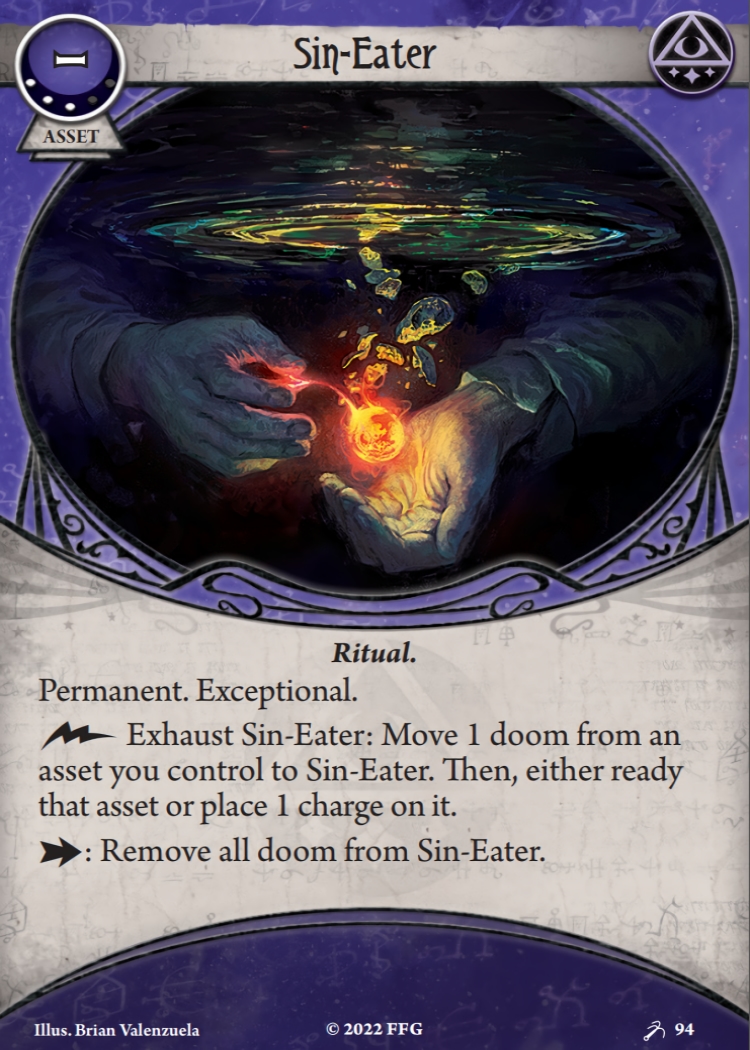 Sin-Eater
ASSET
Ritual.
Permanent. Exceptional.
Exhaust Sin-Eater: Move 1 doom from an
asset you control to Sin-Eater. Then, either ready
that asset or place 1 charge on it.
: Remove all doom from Sin-Eater.
Illus. Brian Valenzuela
© 2022 FFG
94